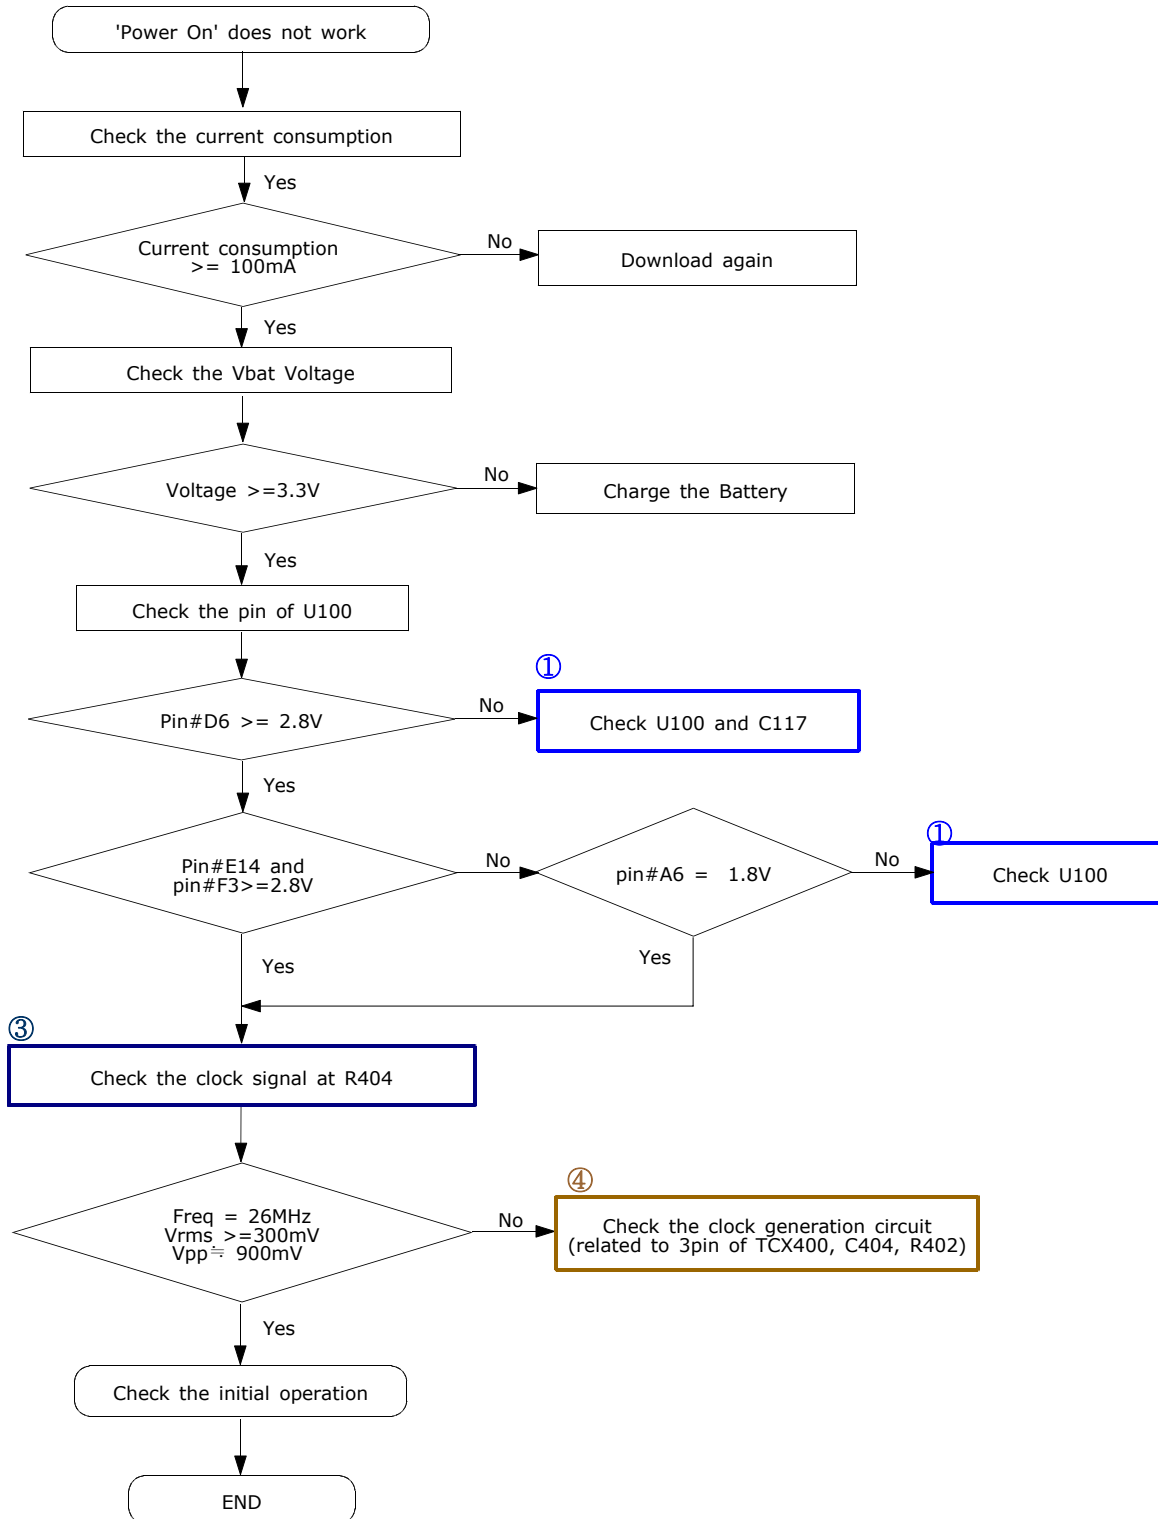 'Power On' does not work
Check the current consumption
Yes
Current consumption
>= 100mA
No
Download again
Yes
Check the Vbat Voltage
Voltage >=3.3V
No
Charge the Battery
Yes
Check the pin of U100
①
Pin#D6 >= 2.8V
No
Check U100 and C117
Yes
Pin#E14 and
pin#F3>=2.8V
No
pin#A6 = 1.8V
No
①
Check U100
Yes
Yes
③
Check the clock signal at R404
Freq = 26MHz
Vrms >=300mV
Vpp≒ 900mV
No
④
Check the clock generation circuit
(related to 3pin of TCX400, C404, R402)
Yes
Check the initial operation
END